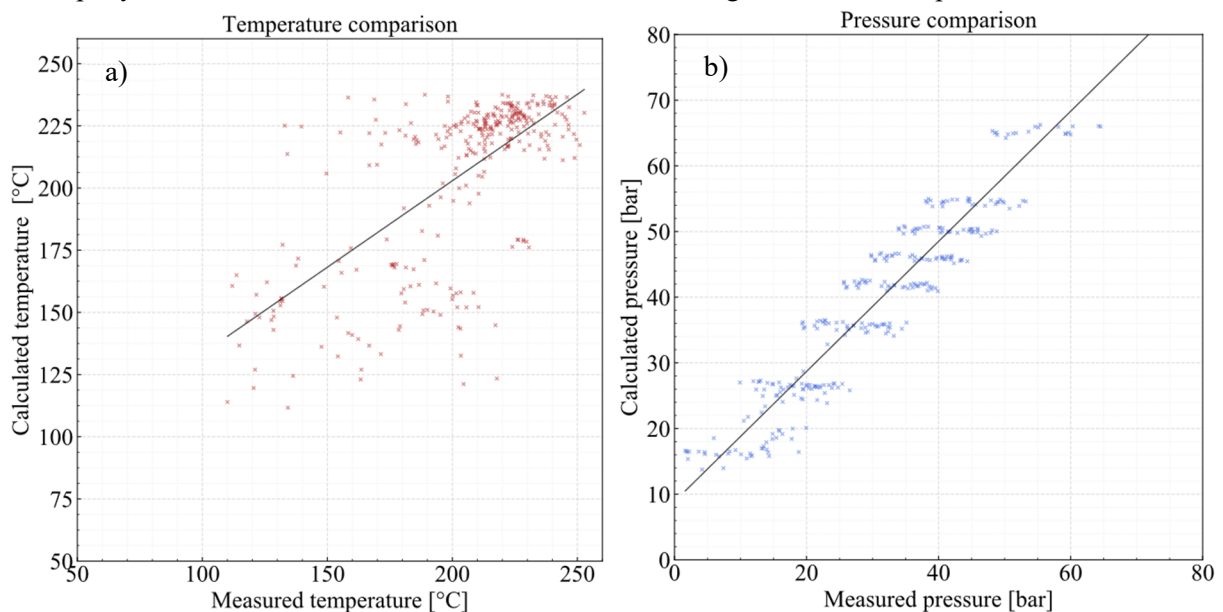 Temperature comparison
a)
250
225
200
175
150
125
100
75
50
Calculated temperature [°C]
50 100 150 200 250
Measured temperature [°C]
Pressure comparison
b)
80
70
60
50
40
30
20
10
0
Calculated pressure [bar]
0 20 40 60 80
Measured pressure [bar]